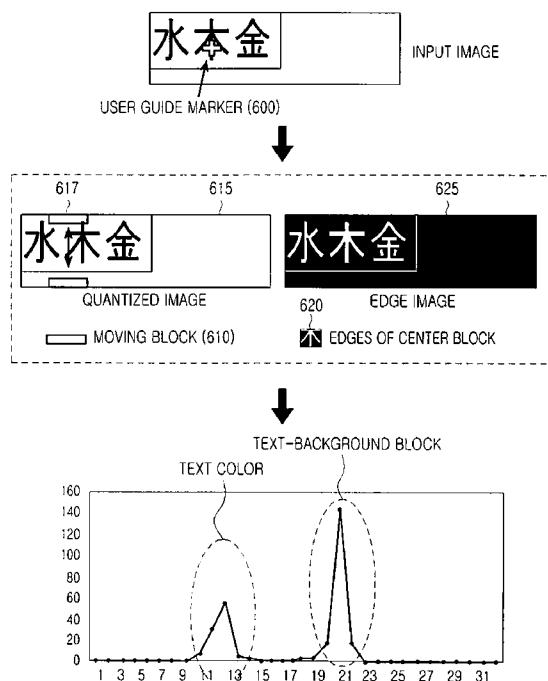 水木金
INPUT IMAGE
USER GUIDE MARKER (600)
617 615 625
水木金 水木金
QUANTIZED IMAGE EDGE IMAGE
620
MOVING BLOCK (610) 木 EDGES OF CENTER BLOCK
TEXT-BACKGROUND BLOCK
TEXT COLOR
160
140
120
100
80
60
40
20
0
1 3 5 7 9 11 13 15 17 19 21 23 25 27 29 31